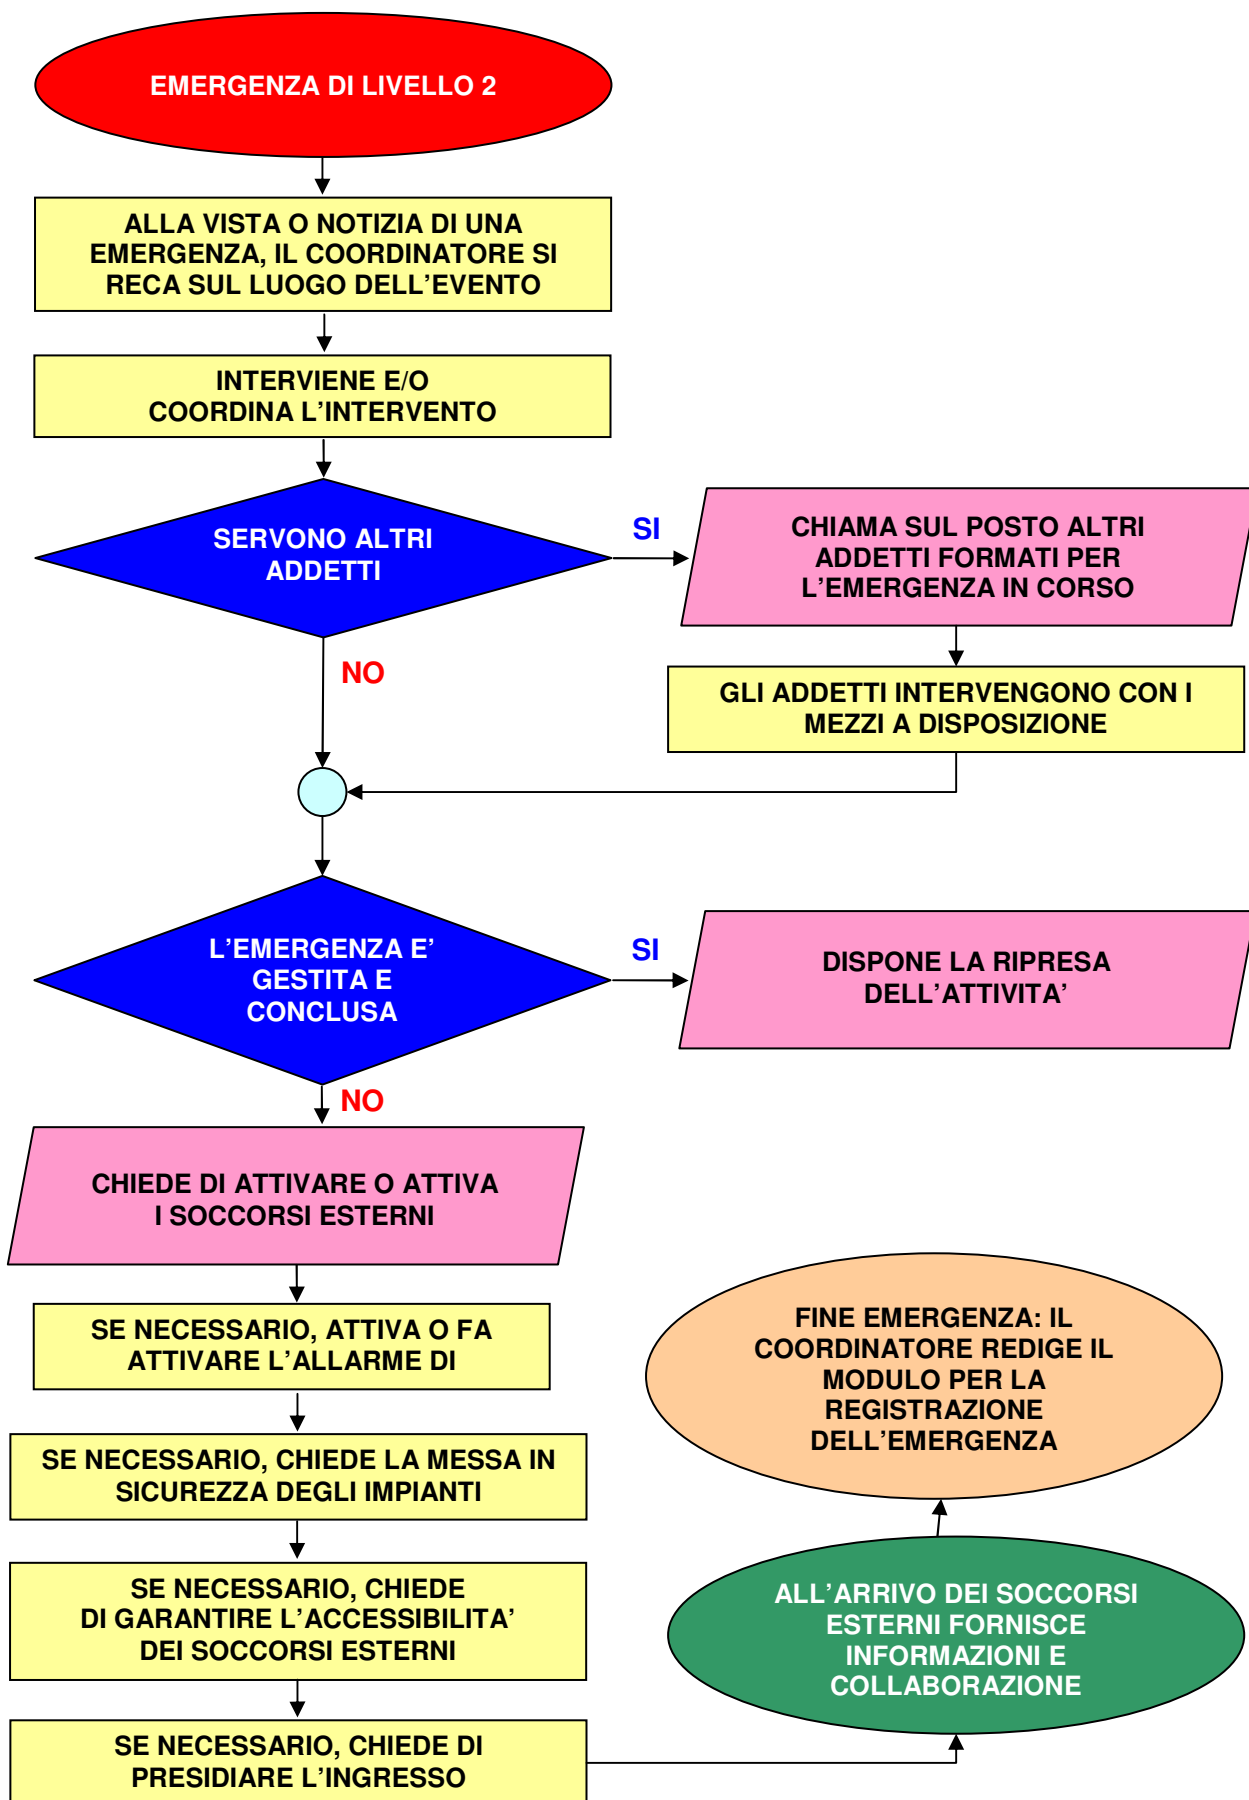 EMERGENZA DI LIVELLO 2
ALLA VISTA O NOTIZIA DI UNA
EMERGENZA, IL COORDINATORE SI
RECA SUL LUOGO DELL’EVENTO
INTERVIENE E/O
COORDINA L’INTERVENTO
SERVONO ALTRI
ADDETTI
SI
CHIAMA SUL POSTO ALTRI
ADDETTI FORMATI PER
L’EMERGENZA IN CORSO
NO
GLI ADDETTI INTERVENGONO CON I
MEZZI A DISPOSIZIONE
L’EMERGENZA E’
GESTITA E
CONCLUSA
SI
DISPONE LA RIPRESA
DELL’ATTIVITA’
NO
CHIEDE DI ATTIVARE O ATTIVA
I SOCCORSI ESTERNI
SE NECESSARIO, ATTIVA O FA
ATTIVARE L’ALLARME DI
SE NECESSARIO, CHIEDE LA MESSA IN
SICUREZZA DEGLI IMPIANTI
SE NECESSARIO, CHIEDE
DI GARANTIRE L’ACCESSIBILITA’
DEI SOCCORSI ESTERNI
SE NECESSARIO, CHIEDE DI
PRESIDIARE L’INGRESSO
ALL’ARRIVO DEI SOCCORSI
ESTERNI FORNISCE
INFORMAZIONI E
COLLABORAZIONE
FINE EMERGENZA: IL
COORDINATORE REDIGE IL
MODULO PER LA
REGISTRAZIONE
DELL’EMERGENZA